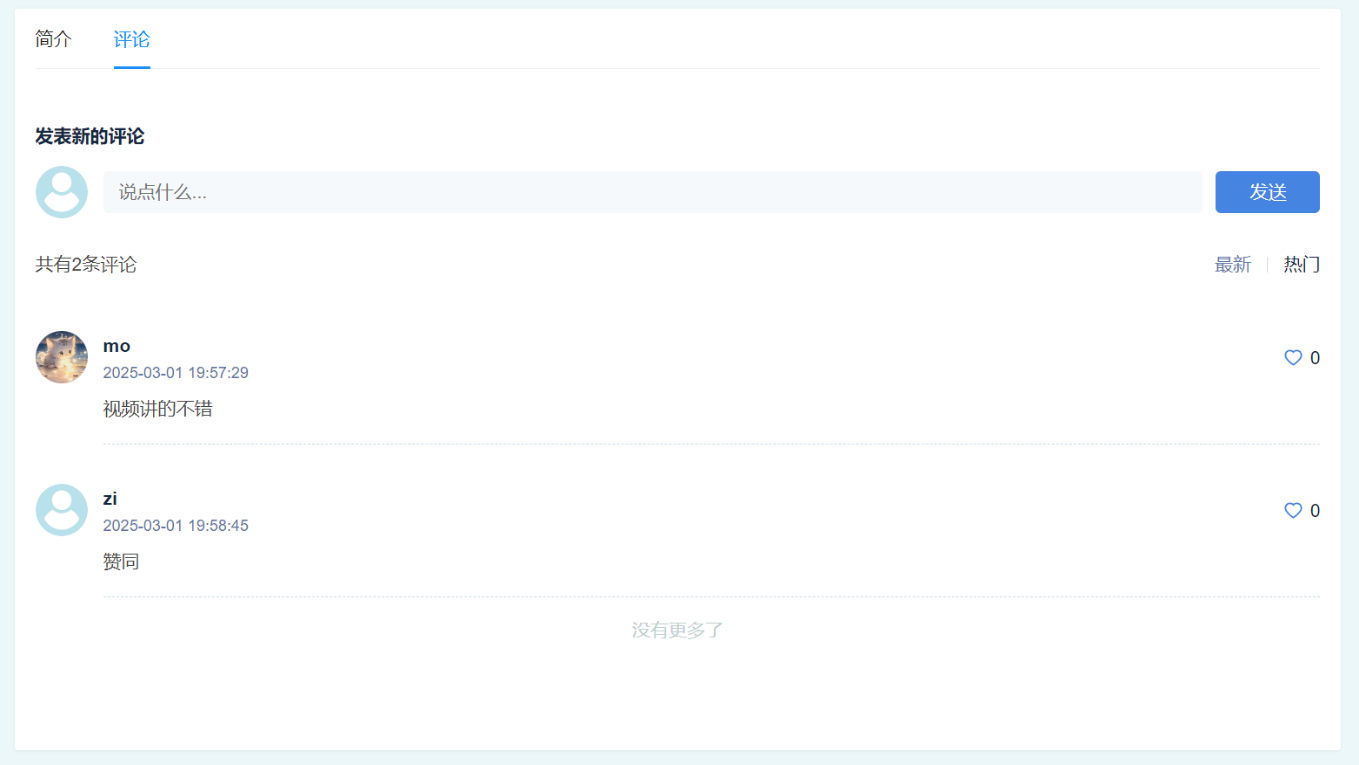 简介 评论
发表新的评论
说点什么... 发送
共有2条评论 最新 热门
mo
0
2025-03-01 19:57:29
视频讲的不错
zi
0
2025-03-01 19:58:45
赞同
没有更多了